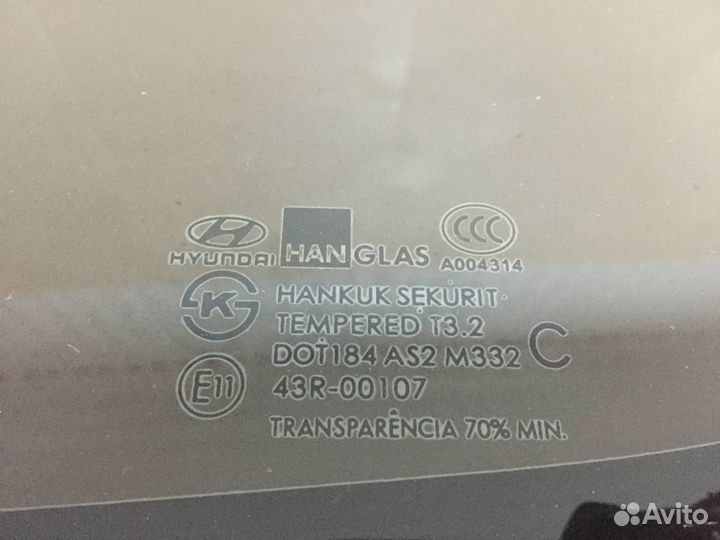 HYUNDAI HANGLAS CCC A004314
KS HANKUK SEKURIT
TEMPERED T3.2
DOT184 AS2 M332 C
E11 43R-00107
TRANSPARÊNCIA 70% MIN.
Avito